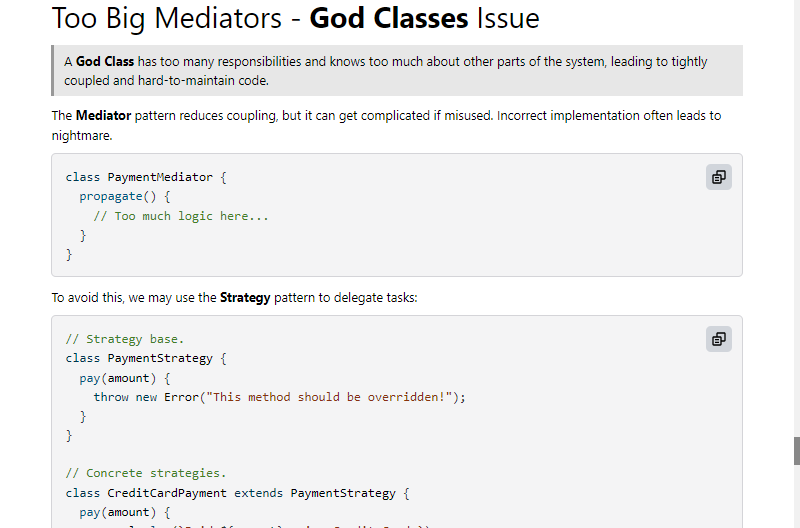 Too Big Mediators - God Classes Issue
A God Class has too many responsibilities and knows too much about other parts of the system, leading to tightly
coupled and hard-to-maintain code.
The Mediator pattern reduces coupling, but it can get complicated if misused. Incorrect implementation often leads to
nightmare.
class PaymentMediator {
  propagate() {
    // Too much logic here...
  }
}
To avoid this, we may use the Strategy pattern to delegate tasks:
// Strategy base.
class PaymentStrategy {
  pay(amount) {
    throw new Error("This method should be overridden!");
  }
}
// Concrete strategies.
class CreditCardPayment extends PaymentStrategy {
  pay(amount) {